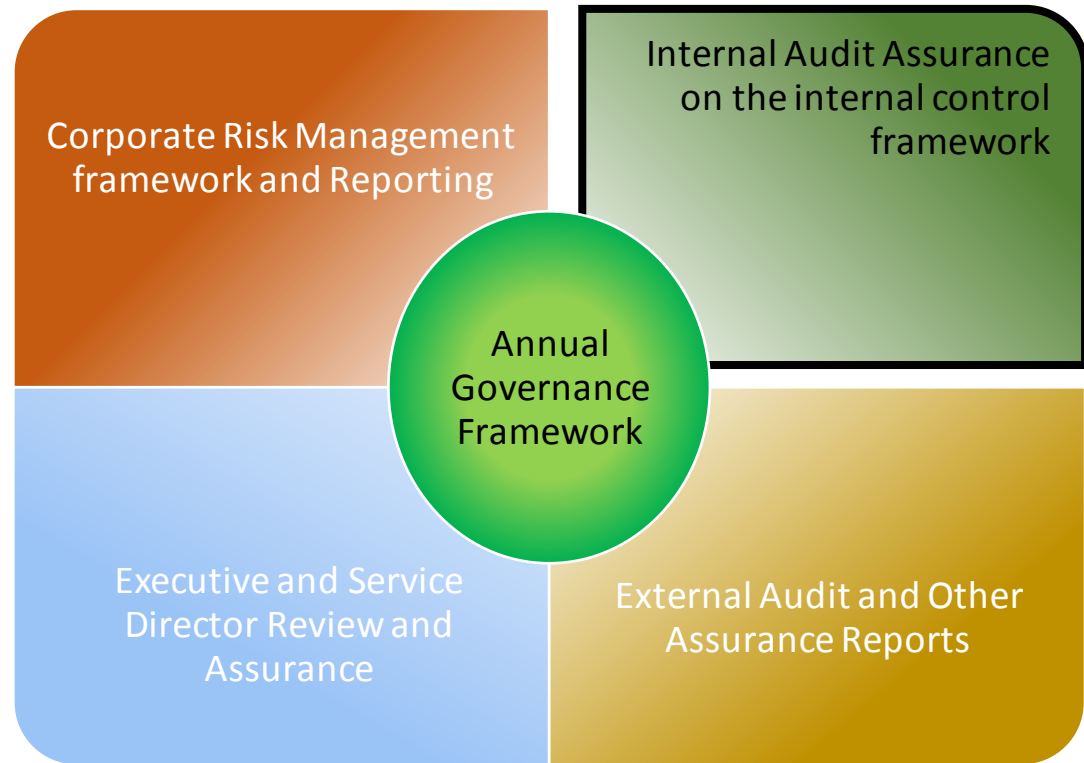 Corporate Risk Management
framework and Reporting
Internal Audit Assurance
on the internal control
framework
Annual
Governance
Framework
Executive and Service
Director Review and
Assurance
External Audit and Other
Assurance Reports